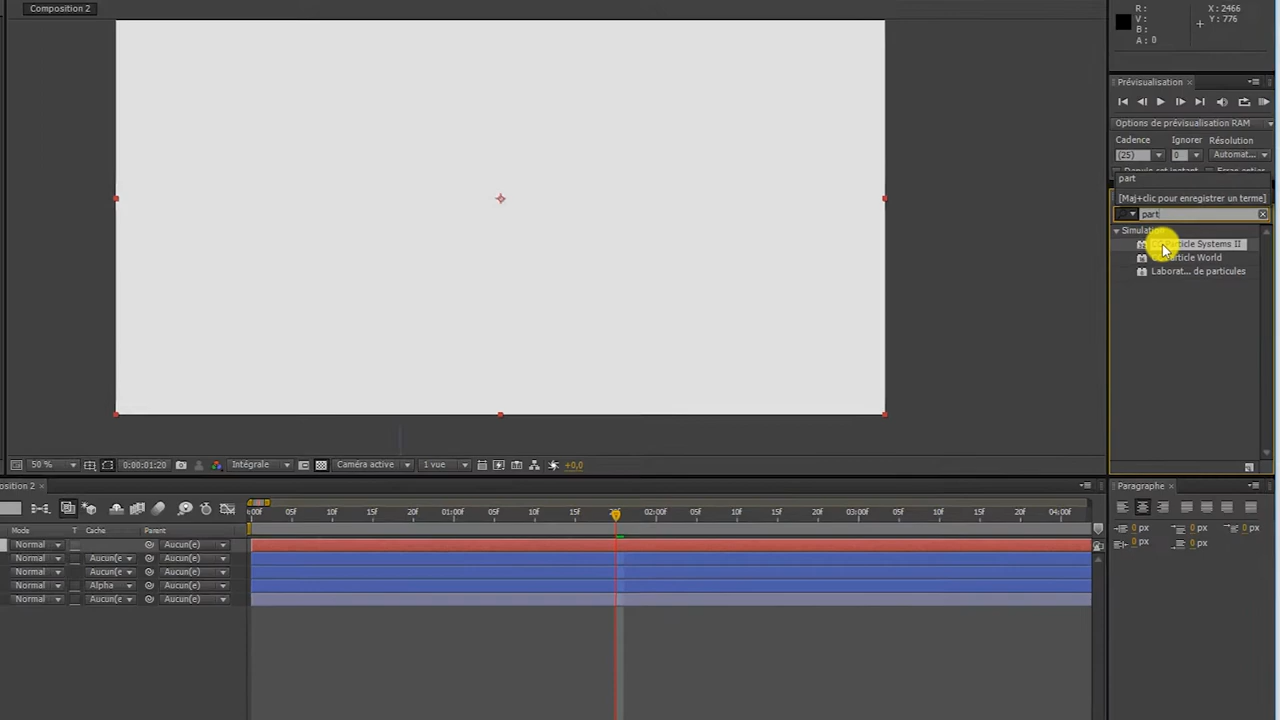 Composition 2
R :
V :
B :
A : 0
X : 2466
Y : 776
Prévisualisation
Options de prévisualisation RAM
Cadence Ignorer Résolution
(25) 0 Automat...
part
[Maj+clic pour enregistrer un terme]
part
Simulation
Particle Systems II
Particle World
Laborat... de particules
50 % 0:00:01:20 Intégrale Caméra active 1 vue +0,0
osition 2
Paragraphe
:00f 05f 10f 15f 20f 01:00f 05f 10f 15f 20f 02:00f 05f 10f 15f 20f 03:00f 05f 10f 15f 20f 04:00f
0 px 0 px 0 px
0 px 0 px
Mode T Cache Parent
Normal Aucun(e)
Normal Aucun(e Aucun(e)
Normal Aucun(e Aucun(e)
Normal Alpha Aucun(e)
Normal Aucun(e Aucun(e)